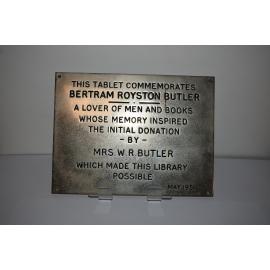 THIS TABLET COMMEMORATES
BERTRAM ROYSTON BUTLER
A LOVER OF MEN AND BOOKS
WHOSE MEMORY INSPIRED
THE INITIAL DONATION
- BY -
MRS W. R. BUTLER
WHICH MADE THIS LIBRARY
POSSIBLE
MAY